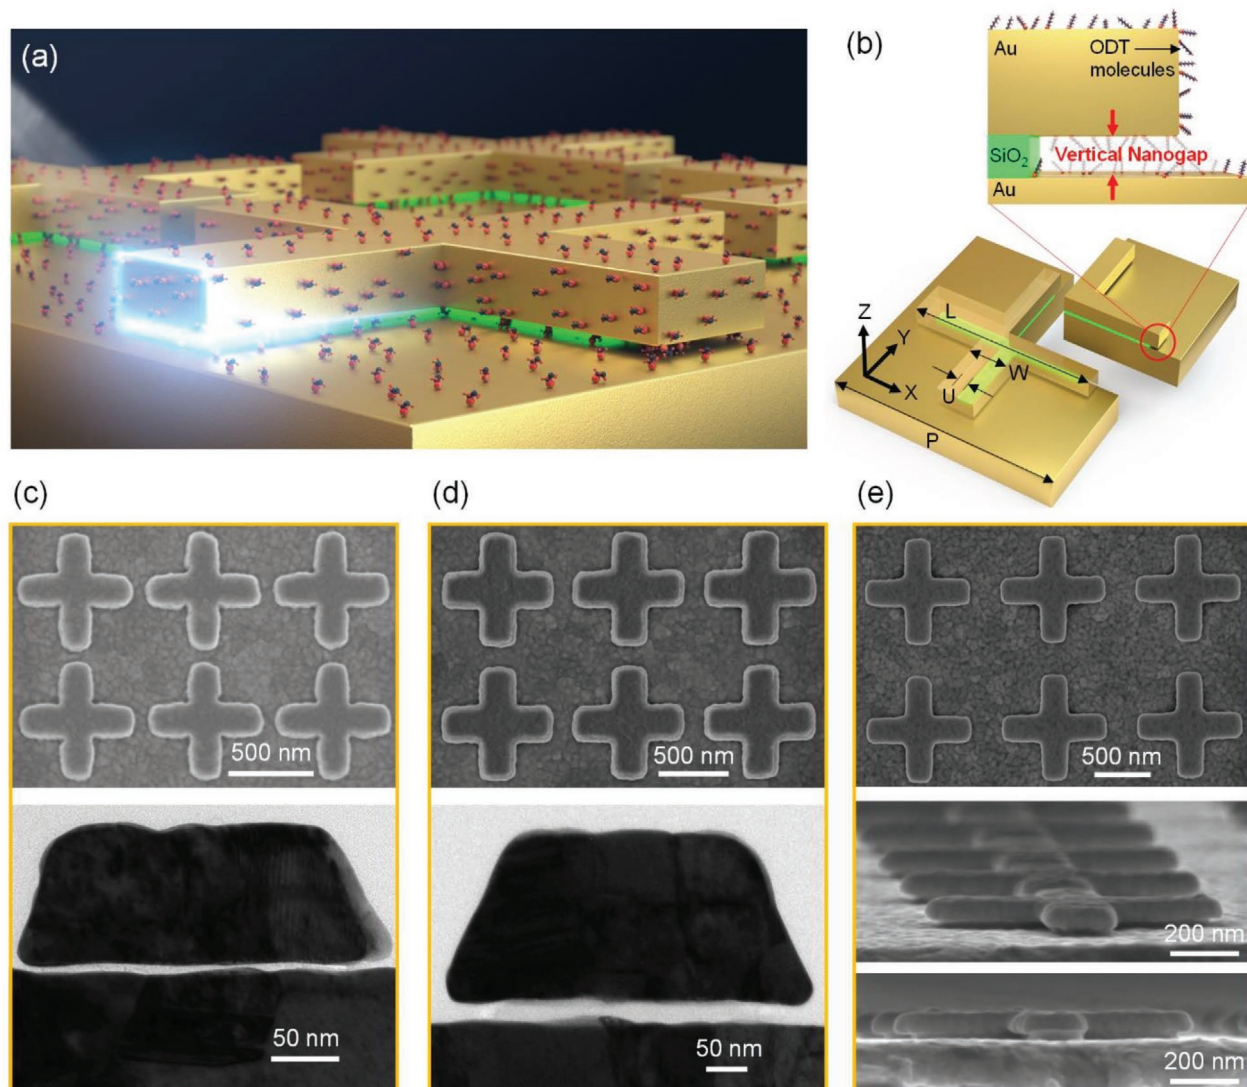 (a)
(b)
Au
ODT
molecules
SiO₂
Vertical Nanogap
Au
Z
Y
X
L
W
U
P
(c)
(d)
(e)
500 nm
500 nm
500 nm
50 nm
50 nm
200 nm
200 nm